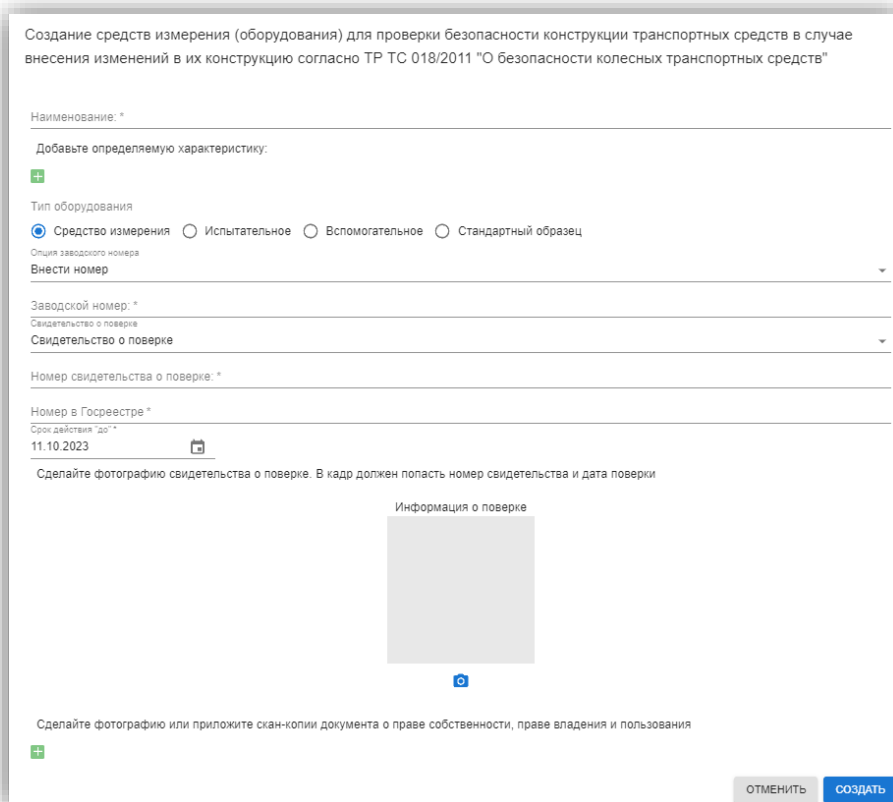 Создание средств измерения (оборудования) для проверки безопасности конструкции транспортных средств в случае
внесения изменений в их конструкцию согласно ТР ТС 018/2011 "О безопасности колесных транспортных средств"
Наименование: *
Добавьте определяемую характеристику:
Тип оборудования
Средство измерения Испытательное Вспомогательное Стандартный образец
Опция заводского номера
Внести номер
Заводской номер: *
Свидетельство о поверке
Свидетельство о поверке
Номер свидетельства о поверке: *
Номер в Госреестре *
Срок действия "до" *
11.10.2023
Сделайте фотографию свидетельства о поверке. В кадр должен попасть номер свидетельства и дата поверки
Информация о поверке
Сделайте фотографию или приложите скан-копии документа о праве собственности, праве владения и пользования
ОТМЕНИТЬ СОЗДАТЬ